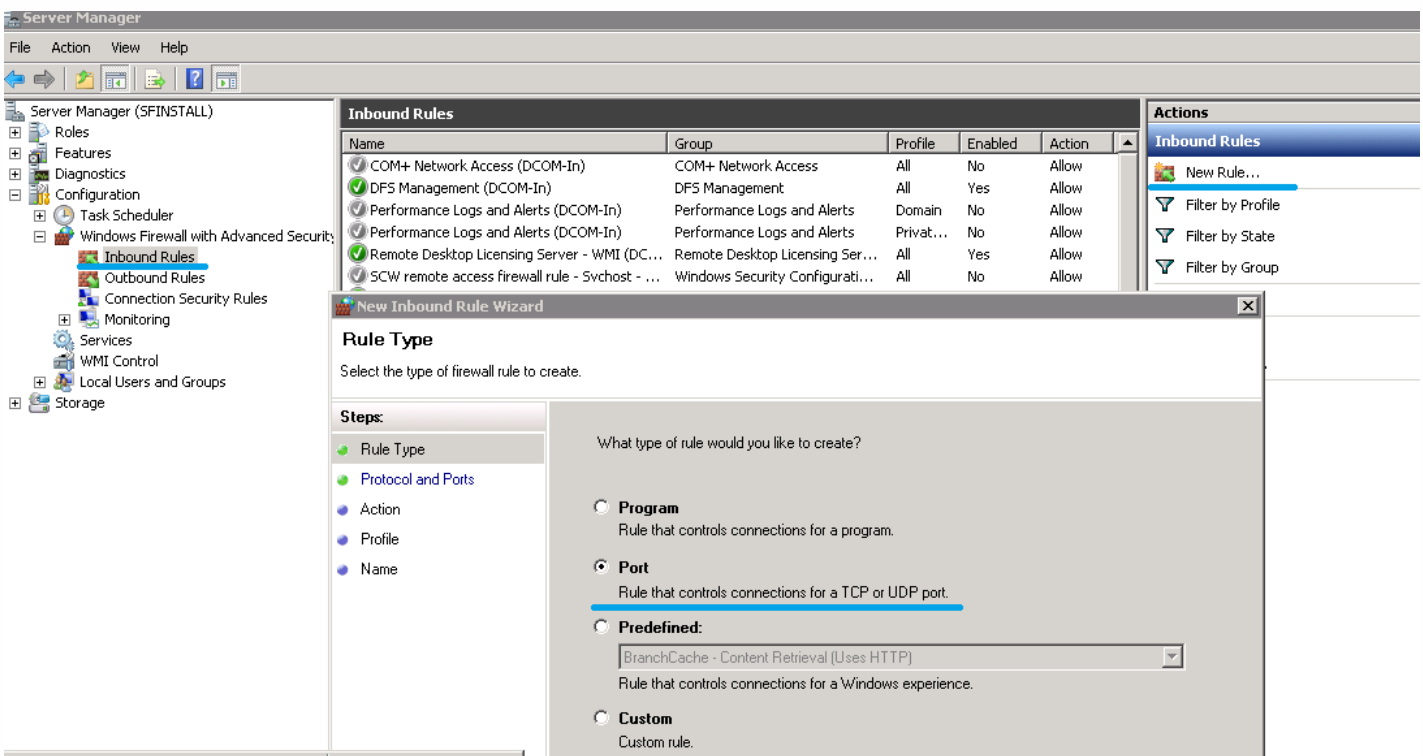 Server Manager
File Action View Help
Server Manager (SFINSTALL)
Roles
Features
Diagnostics
Configuration
Task Scheduler
Windows Firewall with Advanced Security
Inbound Rules
Outbound Rules
Connection Security Rules
Monitoring
Services
WMI Control
Local Users and Groups
Storage
Inbound Rules
Name Group Profile Enabled Action
COM+ Network Access (DCOM-In) COM+ Network Access All No Allow
DFS Management (DCOM-In) DFS Management All Yes Allow
Performance Logs and Alerts (DCOM-In) Performance Logs and Alerts Domain No Allow
Performance Logs and Alerts (DCOM-In) Performance Logs and Alerts Privat... No Allow
Remote Desktop Licensing Server - WMI (DC... Remote Desktop Licensing Ser... All Yes Allow
SCW remote access firewall rule - Svchost - ... Windows Security Configurati... All No Allow
Actions
Inbound Rules
New Rule...
Filter by Profile
Filter by State
Filter by Group
New Inbound Rule Wizard
Rule Type
Select the type of firewall rule to create.
Steps:
Rule Type
Protocol and Ports
Action
Profile
Name
What type of rule would you like to create?
Program
Rule that controls connections for a program.
Port
Rule that controls connections for a TCP or UDP port.
Predefined:
BranchCache - Content Retrieval (Uses HTTP)
Rule that controls connections for a Windows experience.
Custom
Custom rule.